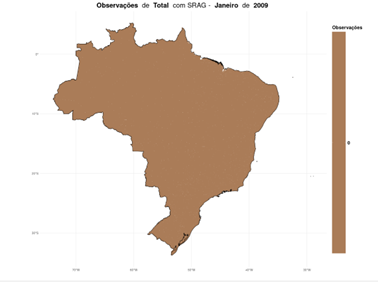 Observações de Total com SRAG - Janeiro de 2009
Observações
0
0°
10°S
20°S
30°S
70°W
60°W
50°W
40°W
30°W